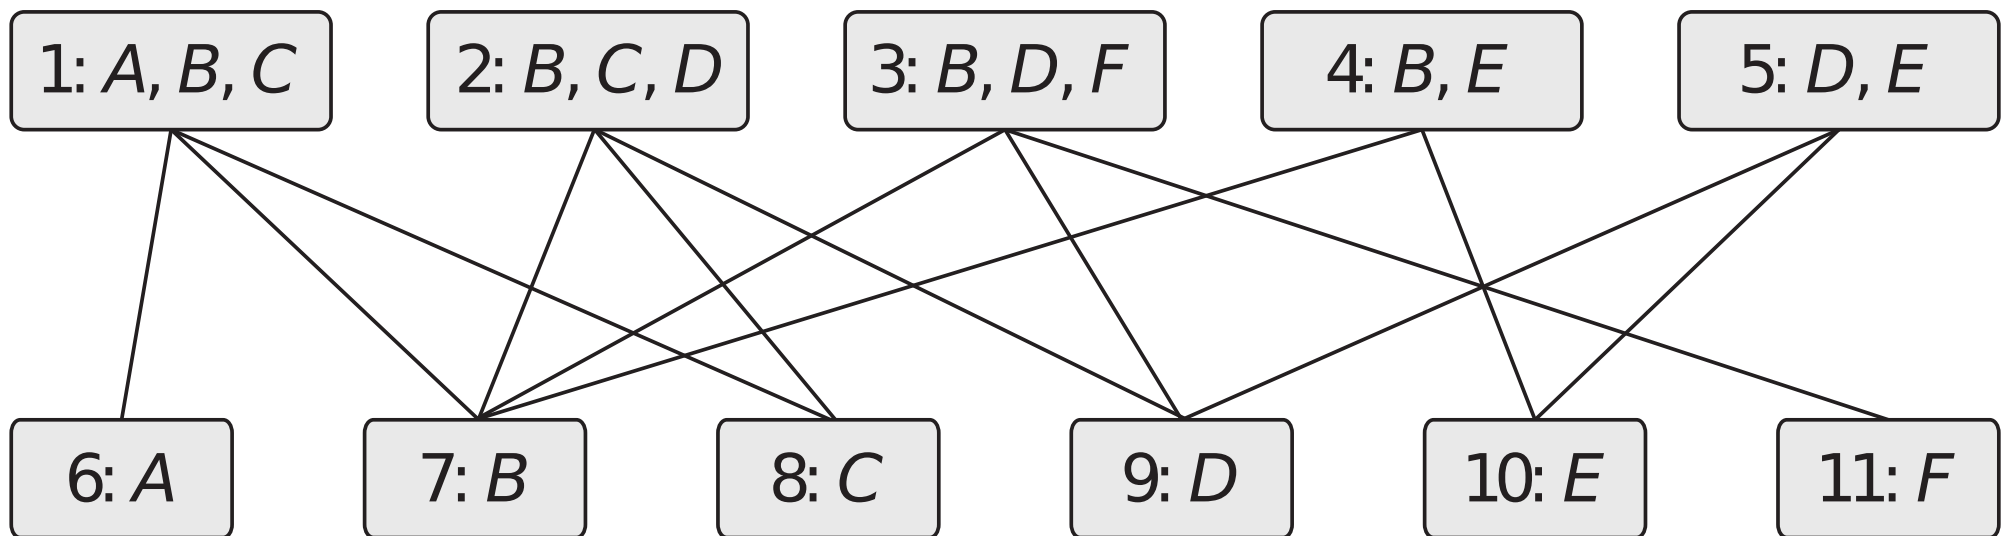 1: A, B, C
2: B, C, D
3: B, D, F
4: B, E
5: D, E
6: A
7: B
8: C
9: D
10: E
11: F